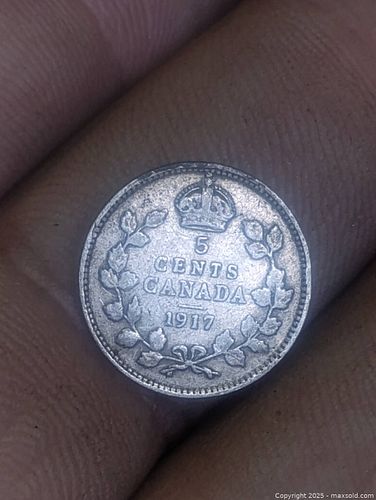 5
CENTS
CANADA
1917
Copyright 2025 - maxsold.com